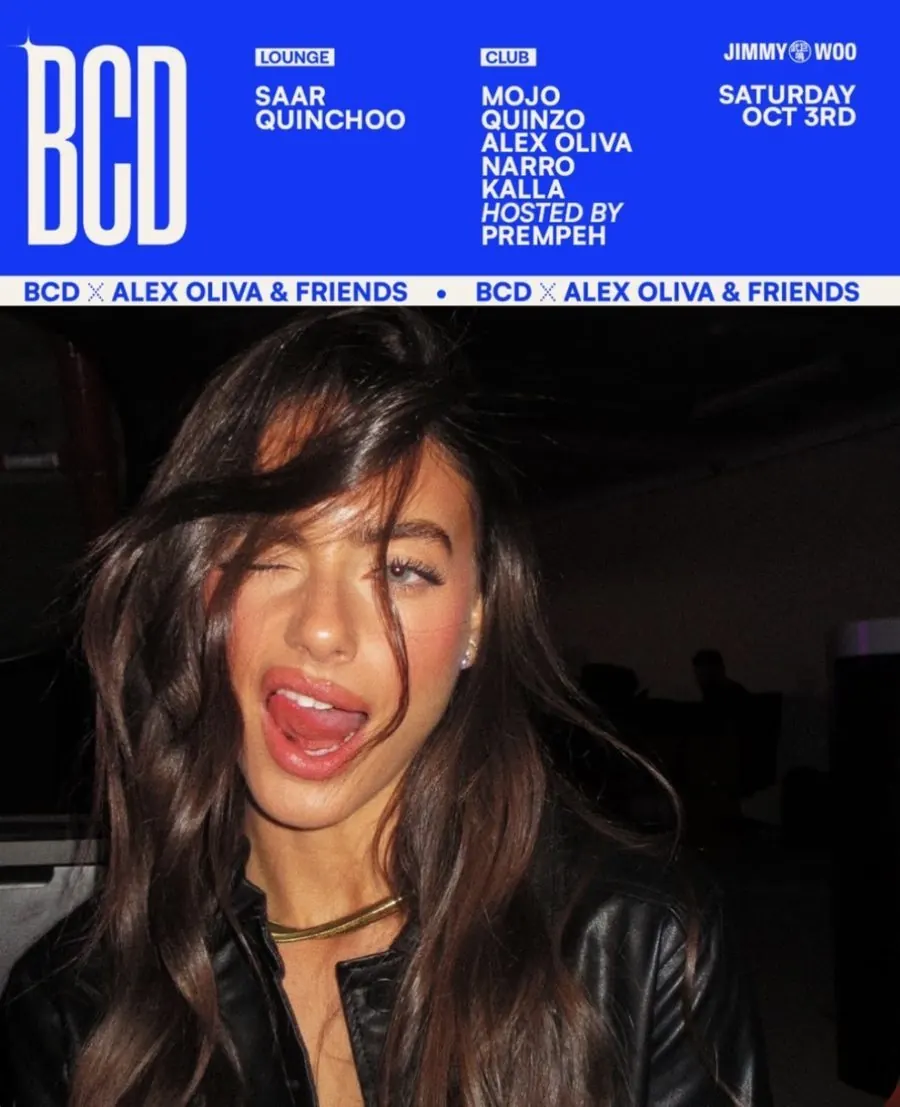 BCD
LOUNGE
SAAR
QUINCHOO
CLUB
MOJO
QUINZO
ALEX OLIVA
NARRO
KALLA
HOSTED BY
PREMPEH
JIMMY WOO
SATURDAY
OCT 3RD
BCD X ALEX OLIVA & FRIENDS • BCD X ALEX OLIVA & FRIENDS